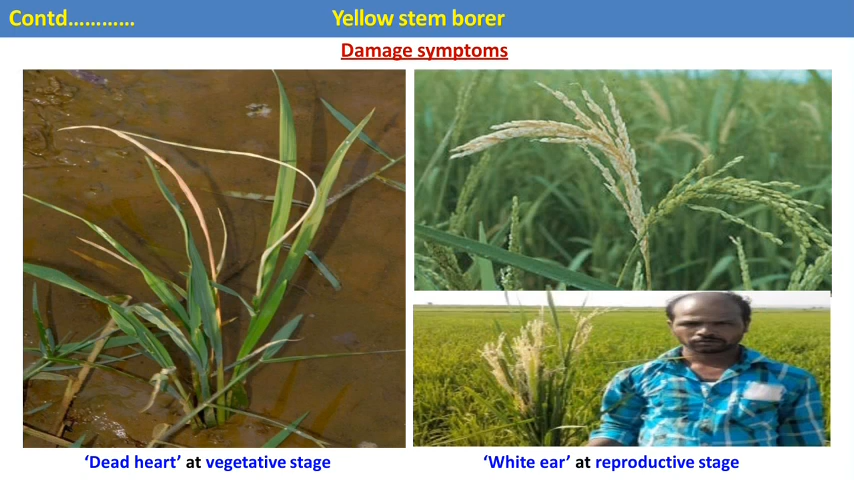 Contd............ Yellow stem borer
Damage symptoms
‘Dead heart’ at vegetative stage
‘White ear’ at reproductive stage